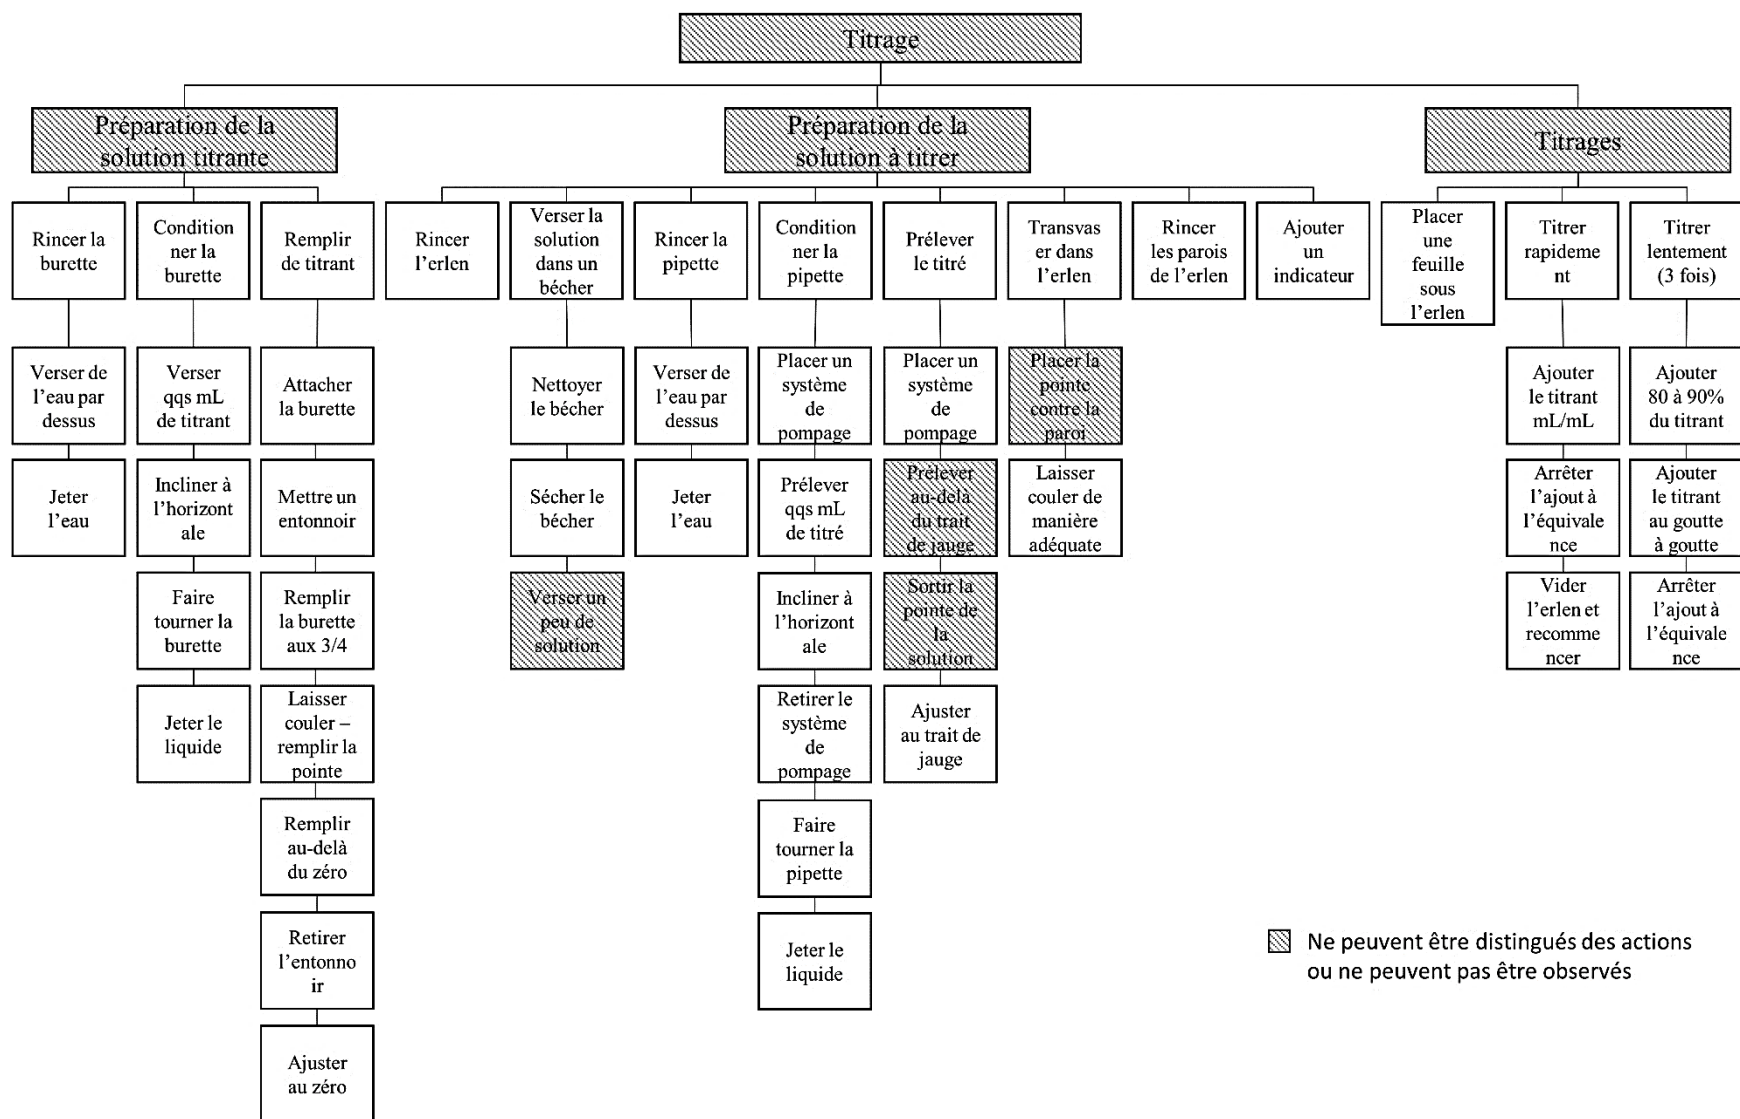 Titrage
Préparation de la
solution titrante
Préparation de la
solution à titrer
Titrages
Rincer la
burette
Condition
ner la
burette
Remplir
de titrant
Rincer
l'erlen
Verser la
solution
dans un
bécher
Rincer la
pipette
Condition
ner la
pipette
Prélever
le titré
Transvas
er dans
l'erlen
Rincer
les parois
de l'erlen
Ajouter
un
indicateur
Placer
une
feuille
sous
l'erlen
Titrer
rapideme
nt
Titrer
lentement
(3 fois)
Verser de
l'eau par
dessus
Jeter
l'eau
Verser
qqs mL
de titrant
Incliner à
l'horizont
ale
Faire
tourner la
burette
Jeter le
liquide
Attacher
la burette
Mettre un
entonnoir
Remplir
la burette
aux 3/4
Laisser
couler –
remplir la
pointe
Remplir
au-delà
du zéro
Retirer
l'entonno
ir
Ajuster
au zéro
Nettoyer
le bécher
Sécher le
bécher
Verser un
peu de
solution
Verser de
l'eau par
dessus
Jeter
l'eau
Placer un
système
de
pompage
Prélever
qqs mL
de titré
Incliner à
l'horizont
ale
Retirer le
système
de
pompage
Faire
tourner la
pipette
Jeter le
liquide
Placer un
système
de
pompage
Prélever
au-delà
du trait
de jauge
Sortir la
pointe de
la
solution
Ajuster
au trait de
jauge
Placer la
pointe
contre la
paroi
Laisser
couler de
manière
adéquate
Ajouter
le titrant
mL/mL
Arrêter
l'ajout à
l'équivale
nce
Vider
l'erlen et
recomme
ncer
Ajouter
80 à 90%
du titrant
Ajouter
le titrant
au goutte
à goutte
Arrêter
l'ajout à
l'équivale
nce
Ne peuvent être distingués des actions
ou ne peuvent pas être observés